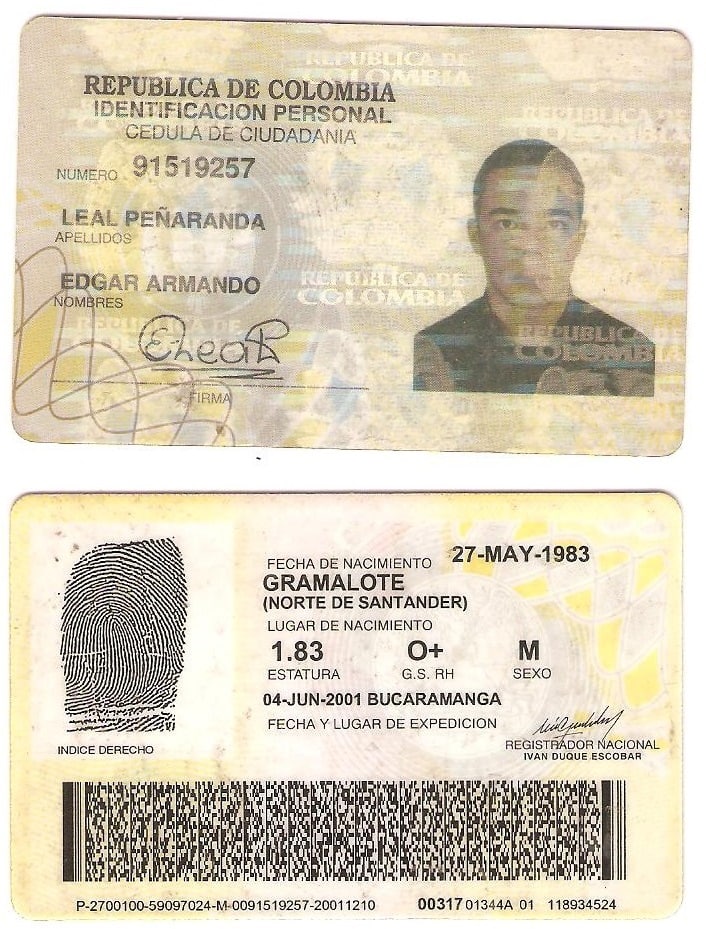 REPUBLICA DE COLOMBIA
IDENTIFICACION PERSONAL
CEDULA DE CIUDADANIA
NUMERO 91519257
LEAL PEÑARANDA
APELLIDOS
EDGAR ARMANDO
NOMBRES
FIRMA
REPUBLICA DE
COLOMBIA
REPUBLICA DE
COLOMBIA
REPUBLICA DE
COLOMBIA
REPUBLICA DE
COLOMBIA
FECHA DE NACIMIENTO 27-MAY-1983
GRAMALOTE
(NORTE DE SANTANDER)
LUGAR DE NACIMIENTO
1.83 O+ M
ESTATURA G.S. RH SEXO
04-JUN-2001 BUCARAMANGA
FECHA Y LUGAR DE EXPEDICION
INDICE DERECHO
REGISTRADOR NACIONAL
IVAN DUQUE ESCOBAR
P-2700100-59097024-M-0091519257-20011210 00317 01344A 01 118934524